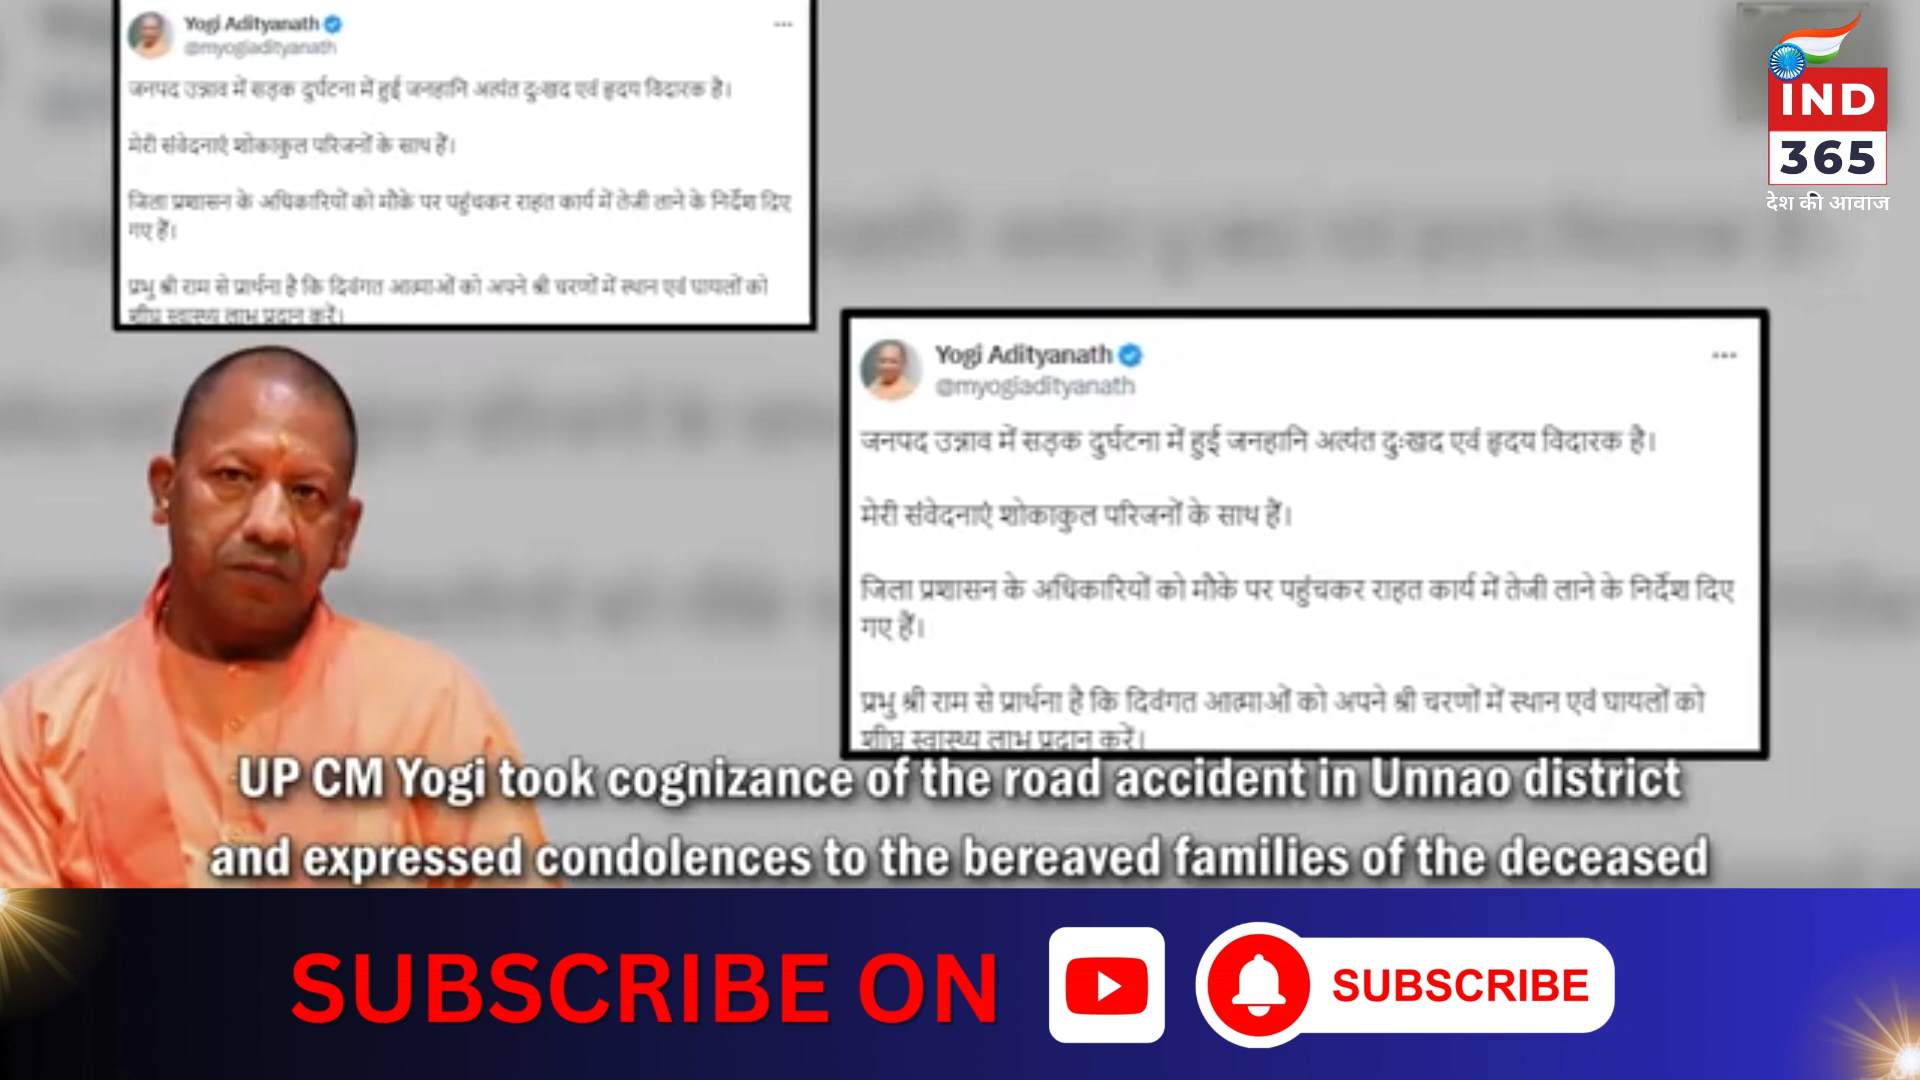 Yogi Adityanath
@myogiadityanath
जनपद उन्नाव में सड़क दुर्घटना में हुई जनहानि अत्यंत दुःखद एवं हृदय विदारक है।
मेरी संवेदनाएं शोकाकुल परिजनों के साथ हैं।
जिला प्रशासन के अधिकारियों को मौके पर पहुंचकर राहत कार्य में तेजी लाने के निर्देश दिए
गए हैं।
प्रभु श्री राम से प्रार्थना है कि दिवंगत आत्माओं को अपने श्री चरणों में स्थान एवं घायलों को
शीघ्र स्वास्थ्य लाभ प्रदान करें।
IND
365
देश की आवाज
Yogi Adityanath
@myogiadityanath
जनपद उन्नाव में सड़क दुर्घटना में हुई जनहानि अत्यंत दुःखद एवं हृदय विदारक है।
मेरी संवेदनाएं शोकाकुल परिजनों के साथ हैं।
जिला प्रशासन के अधिकारियों को मौके पर पहुंचकर राहत कार्य में तेजी लाने के निर्देश दिए
गए हैं।
प्रभु श्री राम से प्रार्थना है कि दिवंगत आत्माओं को अपने श्री चरणों में स्थान एवं घायलों को
शीघ्र स्वास्थ्य लाभ प्रदान करें।
UP CM Yogi took cognizance of the road accident in Unnao district
and expressed condolences to the bereaved families of the deceased
SUBSCRIBE ON
SUBSCRIBE